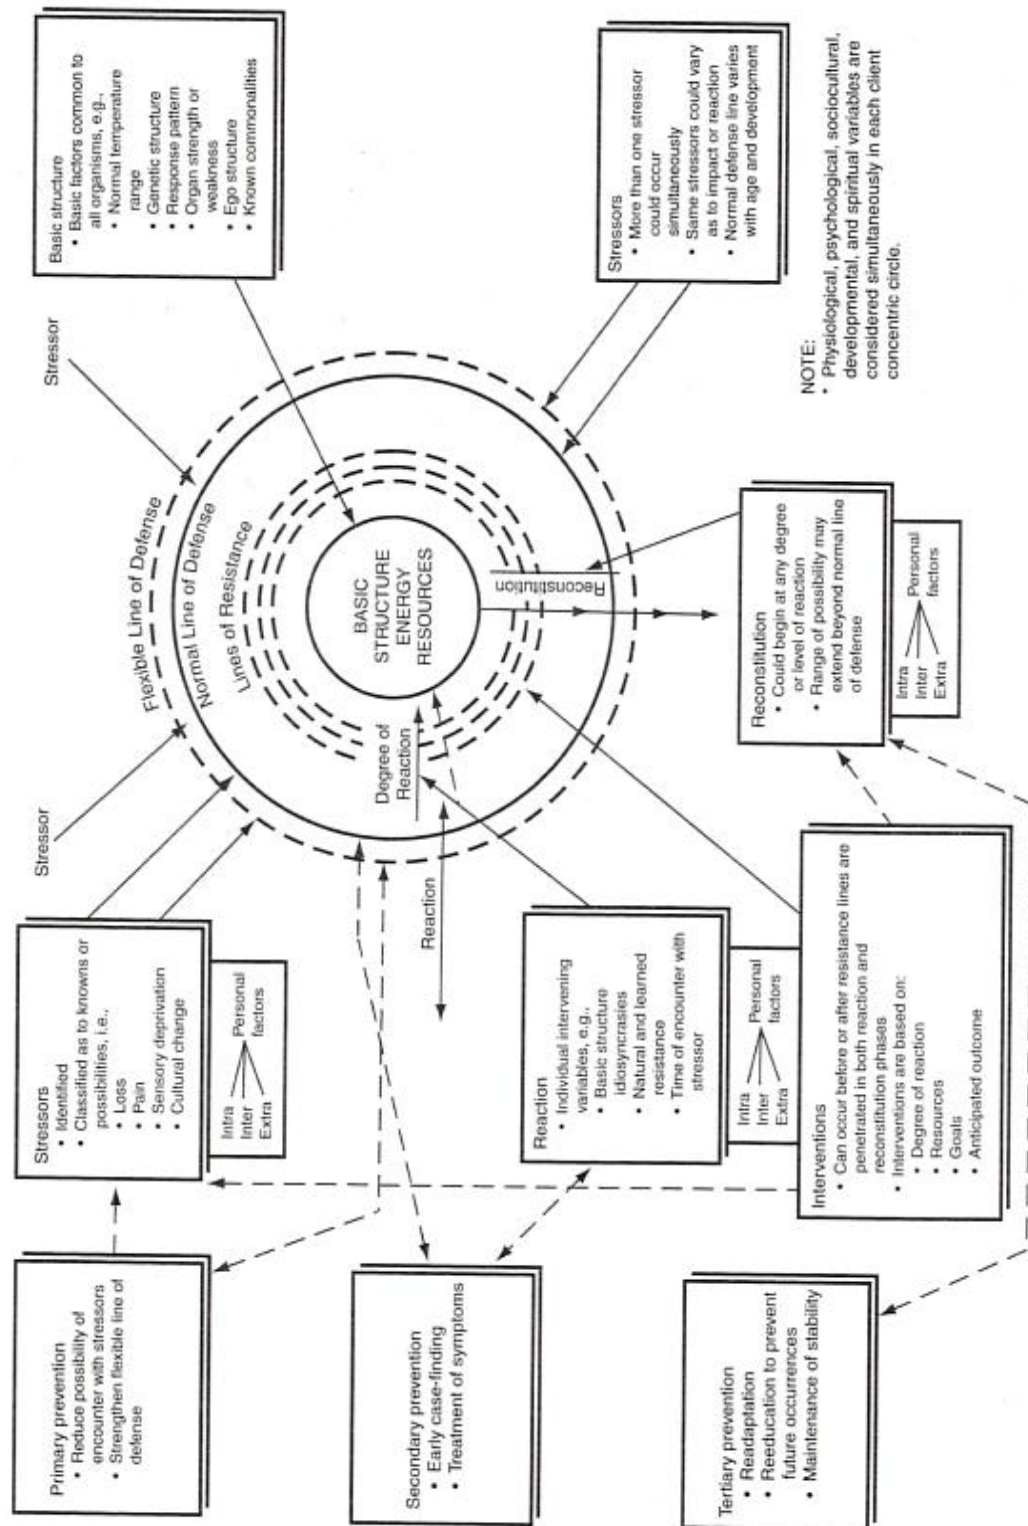 Primary prevention
• Reduce possibility of
encounter with stressors
• Strengthen flexible line of
defense
Stressors
• Identified
• Classified as to knowns or
possibilities, i.e.,
• Loss
• Pain
• Sensory deprivation
• Cultural change
Intra
Inter
Extra
Personal
factors
Stressor
Stressor
Basic structure
• Basic factors common to
all organisms, e.g.,
• Normal temperature
range
• Genetic structure
• Response pattern
• Organ strength or
weakness
• Ego structure
• Known commonalities
Flexible Line of Defense
Normal Line of Defense
Lines of Resistance
BASIC
STRUCTURE
ENERGY
RESOURCES
Degree of
Reaction
Reaction
Reconstitution
Secondary prevention
• Early case-finding
• Treatment of symptoms
Reaction
• Individual intervening
variables, e.g.,
• Basic structure
idiosyncrasies
• Natural and learned
resistance
• Time of encounter with
stressor
Intra
Inter
Extra
Personal
factors
Stressors
• More than one stressor
could occur
simultaneously
• Same stressors could vary
as to impact or reaction
• Normal defense line varies
with age and development
Tertiary prevention
• Readaptation
• Reeducation to prevent
future occurrences
• Maintenance of stability
Interventions
• Can occur before or after resistance lines are
penetrated in both reaction and
reconstitution phases
• Interventions are based on:
• Degree of reaction
• Resources
• Goals
• Anticipated outcome
Reconstitution
• Could begin at any degree
or level of reaction
• Range of possibility may
extend beyond normal line
of defense
Intra
Inter
Extra
Personal
factors
NOTE:
• Physiological, psychological, sociocultural,
developmental, and spiritual variables are
considered simultaneously in each client
concentric circle.